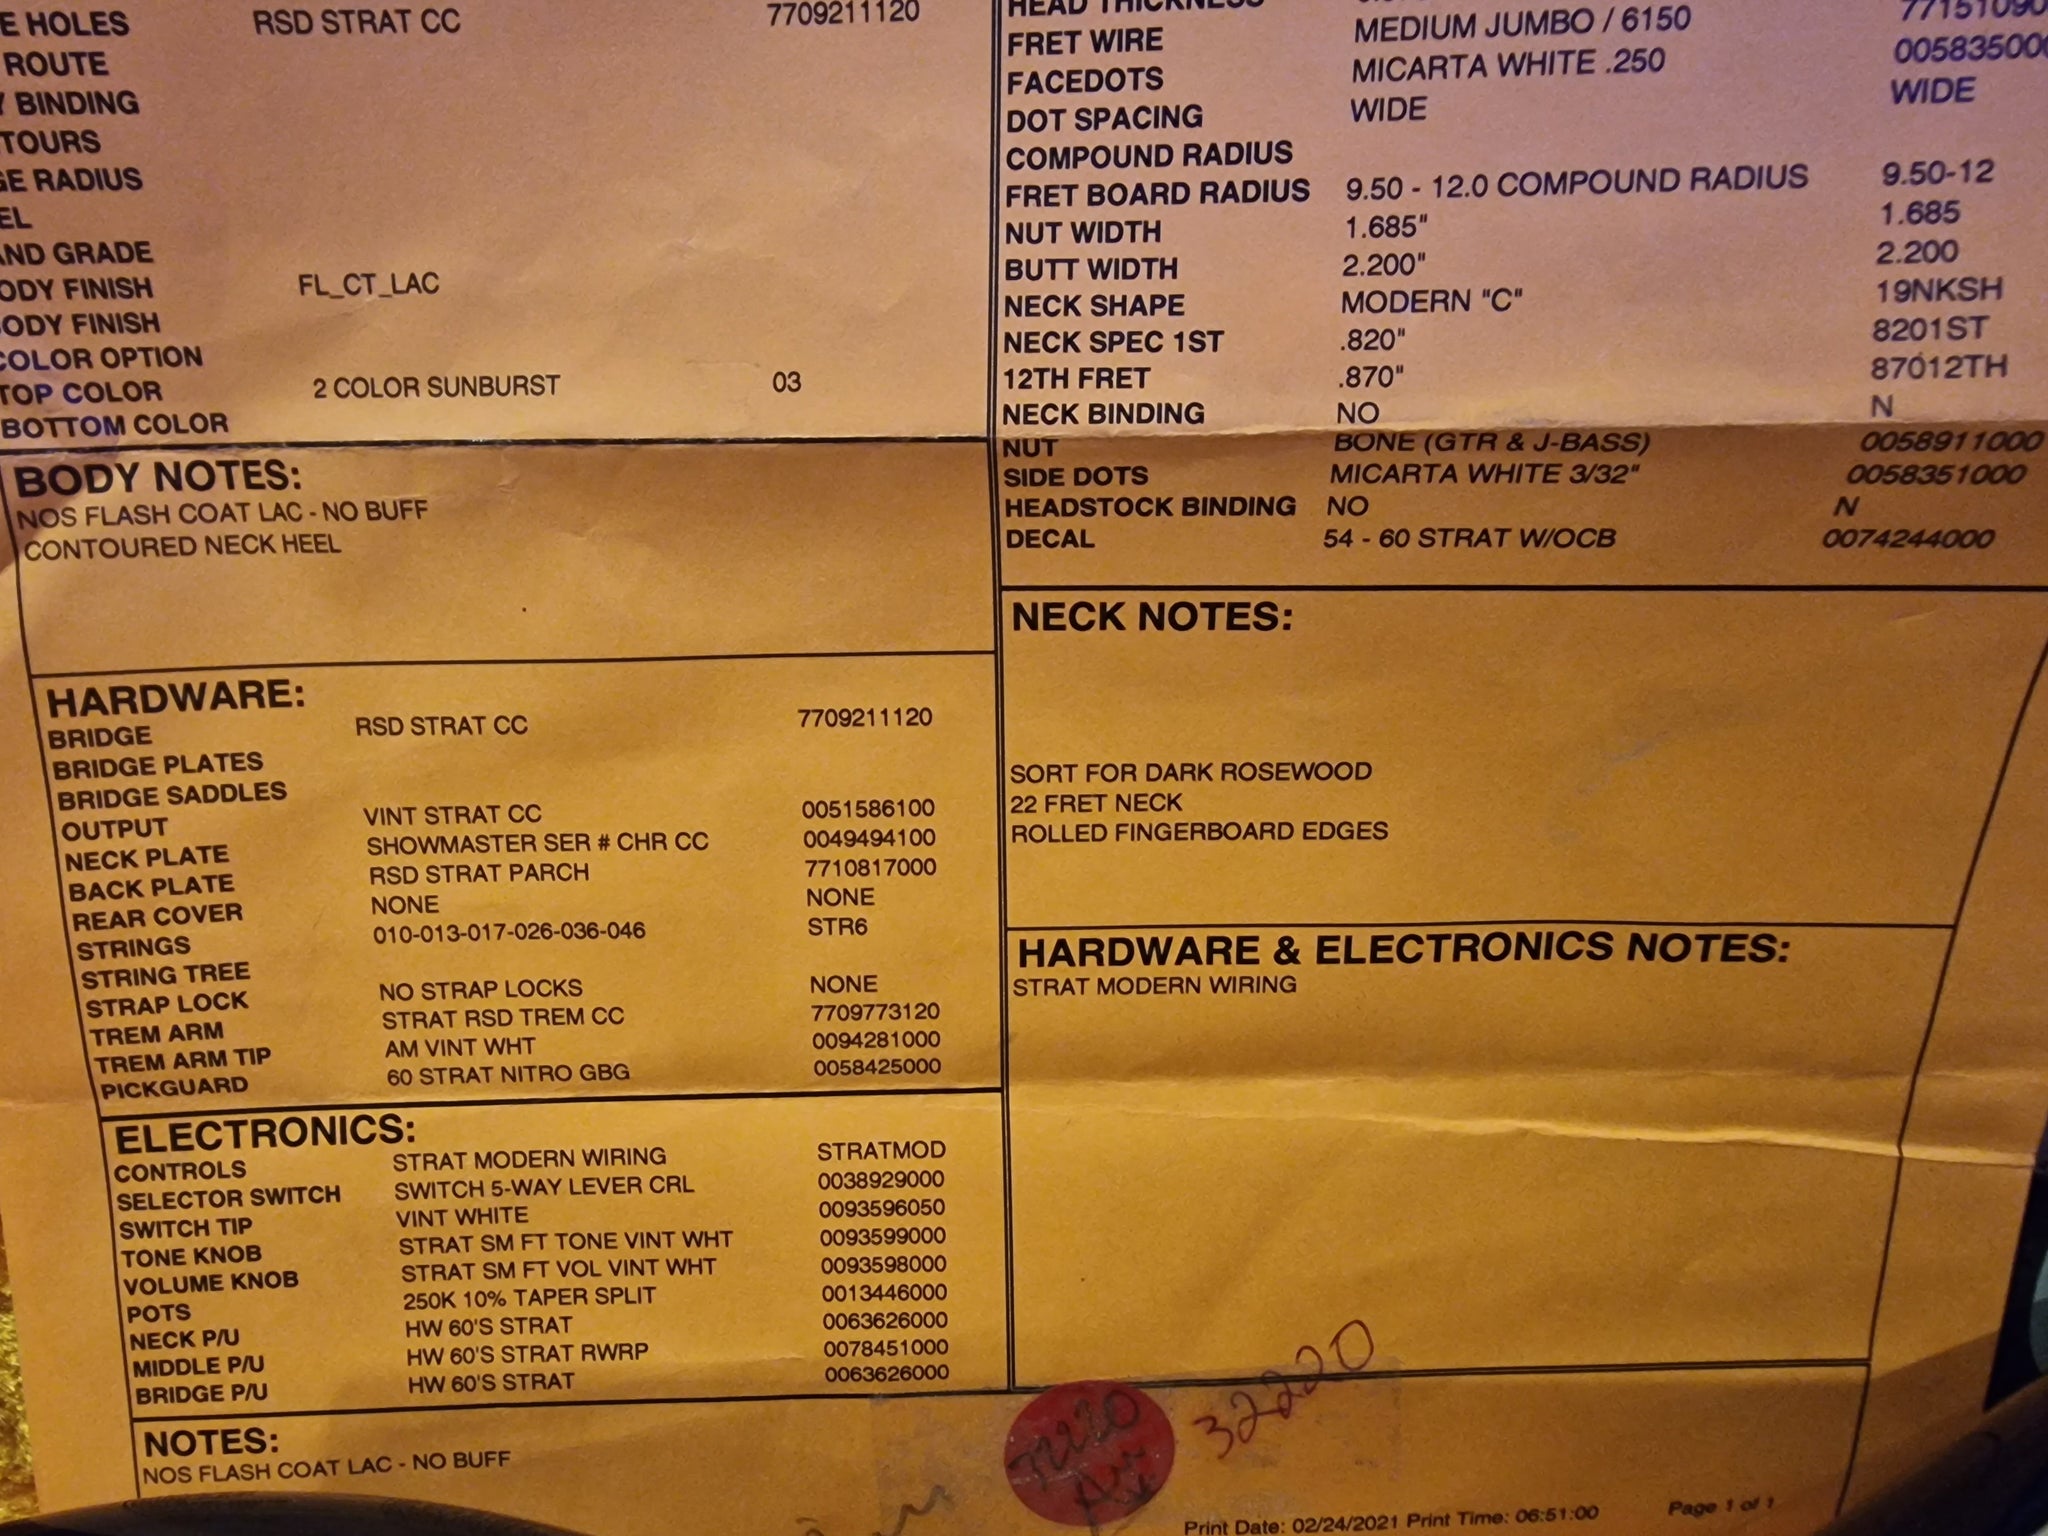 E HOLES RSD STRAT CC 7709211120
ROUTE
BINDING
TOURS
GE RADIUS
EL
AND GRADE
ODY FINISH FL_CT_LAC
ODY FINISH
COLOR OPTION
TOP COLOR 2 COLOR SUNBURST 03
BOTTOM COLOR
BODY NOTES:
NOS FLASH COAT LAC - NO BUFF
CONTOURED NECK HEEL
HARDWARE:
BRIDGE RSD STRAT CC 7709211120
BRIDGE PLATES
BRIDGE SADDLES
OUTPUT VINT STRAT CC 0051586100
NECK PLATE SHOWMASTER SER # CHR CC 0049494100
BACK PLATE RSD STRAT PARCH 7710817000
REAR COVER NONE NONE
STRINGS 010-013-017-026-036-046 STR6
STRING TREE
STRAP LOCK NO STRAP LOCKS NONE
TREM ARM STRAT RSD TREM CC 7709773120
TREM ARM TIP AM VINT WHT 0094281000
PICKGUARD 60 STRAT NITRO GBG 0058425000
ELECTRONICS:
CONTROLS STRAT MODERN WIRING STRATMOD
SELECTOR SWITCH SWITCH 5-WAY LEVER CRL 0038929000
SWITCH TIP VINT WHITE 0093596050
TONE KNOB STRAT SM FT TONE VINT WHT 0093599000
VOLUME KNOB STRAT SM FT VOL VINT WHT 0093598000
POTS 250K 10% TAPER SPLIT 0013446000
NECK P/U HW 60'S STRAT 0063626000
MIDDLE P/U HW 60'S STRAT RWRP 0078451000
BRIDGE P/U HW 60'S STRAT 0063626000
NOTES:
NOS FLASH COAT LAC - NO BUFF
HEAD THICKNESS
FRET WIRE MEDIUM JUMBO / 6150 77151090
FACEDOTS MICARTA WHITE .250 005835000
DOT SPACING WIDE WIDE
COMPOUND RADIUS
FRET BOARD RADIUS 9.50 - 12.0 COMPOUND RADIUS 9.50-12
NUT WIDTH 1.685" 1.685
BUTT WIDTH 2.200" 2.200
NECK SHAPE MODERN "C" 19NKSH
NECK SPEC 1ST .820" 8201ST
12TH FRET .870" 87012TH
NECK BINDING NO N
NUT BONE (GTR & J-BASS) 0058911000
SIDE DOTS MICARTA WHITE 3/32" 0058351000
HEADSTOCK BINDING NO N
DECAL 54 - 60 STRAT W/OCB 0074244000
NECK NOTES:
SORT FOR DARK ROSEWOOD
22 FRET NECK
ROLLED FINGERBOARD EDGES
HARDWARE & ELECTRONICS NOTES:
STRAT MODERN WIRING
32220
Print Date: 02/24/2021 Print Time: 06:51:00 Page 1 of 1